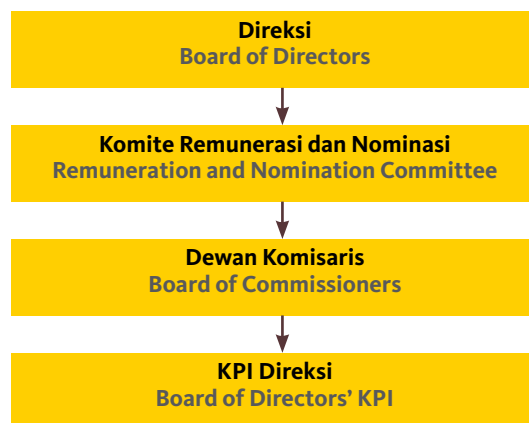 Direksi
Board of Directors
Komite Remunerasi dan Nominasi
Remuneration and Nomination Committee
Dewan Komisaris
Board of Commissioners
KPI Direksi
Board of Directors’ KPI